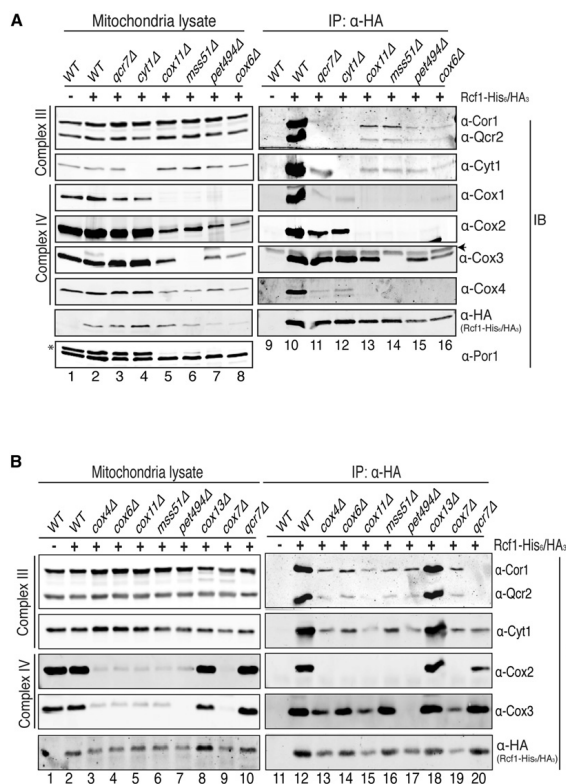 A
Mitochondria lysate
IP: α-HA
WT WT qcr7Δ cyt1Δ cox11Δ mss51Δ pet494Δ cox6Δ WT WT qcr7Δ cyt1Δ cox11Δ mss51Δ pet494Δ cox6Δ
- + + + + + + + - + + + + + + + Rcf1-His₆/HA₃
Complex III
α-Cor1
α-Qcr2
α-Cyt1
Complex IV
α-Cox1
α-Cox2
α-Cox3
α-Cox4
α-HA
(Rcf1-His₆/HA₃)
IB
*
α-Por1
1 2 3 4 5 6 7 8 9 10 11 12 13 14 15 16
B
Mitochondria lysate
IP: α-HA
WT WT cox4Δ cox6Δ cox11Δ mss51Δ pet494Δ cox13Δ cox7Δ qcr7Δ WT WT cox4Δ cox6Δ cox11Δ mss51Δ pet494Δ cox13Δ cox7Δ qcr7Δ
- + + + + + + + + + - + + + + + + + + + Rcf1-His₆/HA₃
Complex III
α-Cor1
α-Qcr2
α-Cyt1
Complex IV
α-Cox2
α-Cox3
α-HA
(Rcf1-His₆/HA₃)
1 2 3 4 5 6 7 8 9 10 11 12 13 14 15 16 17 18 19 20